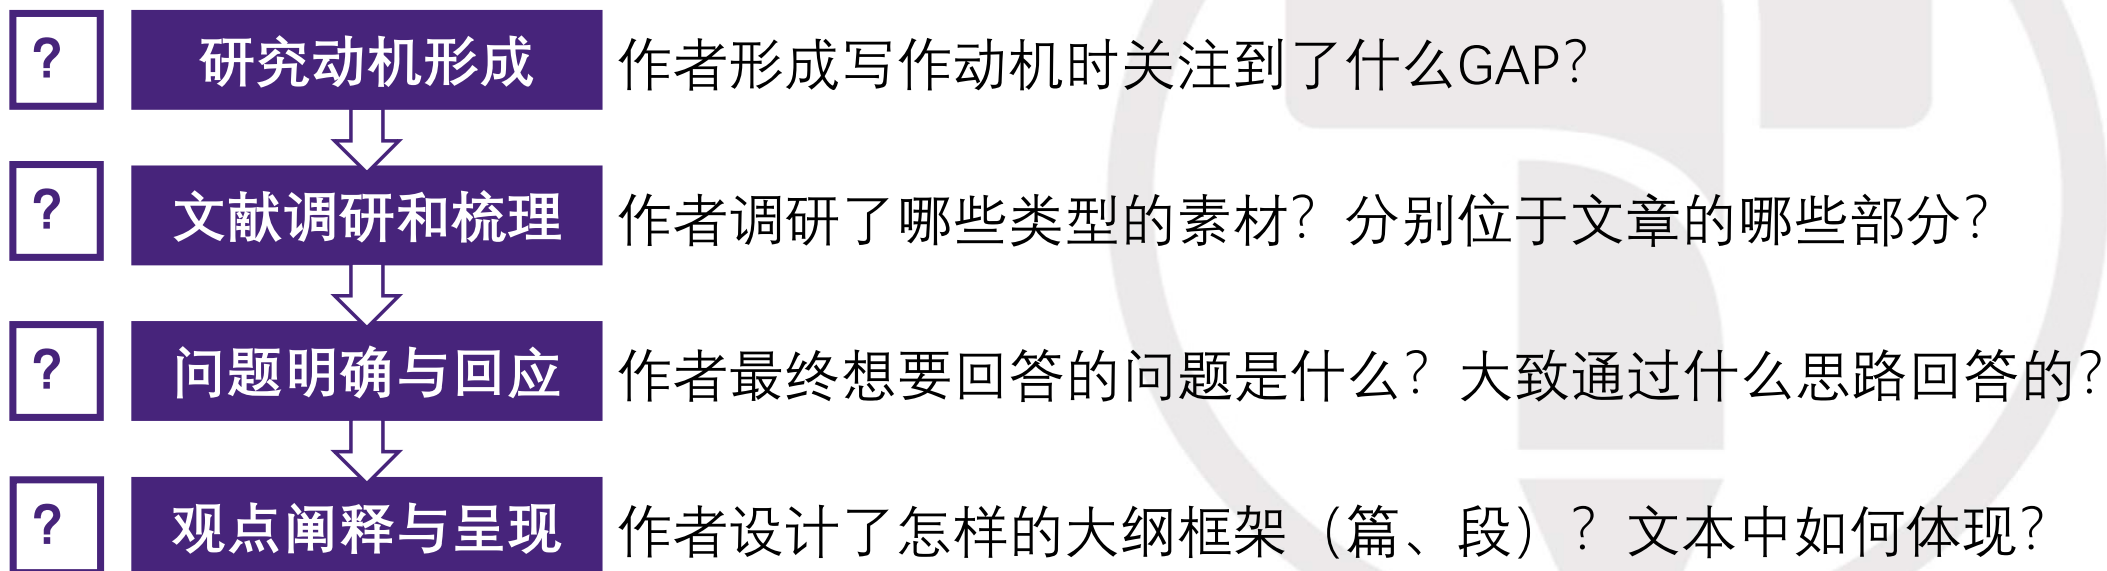 ? 研究动机形成 作者形成写作动机时关注到了什么GAP？
? 文献调研和梳理 作者调研了哪些类型的素材？分别位于文章的哪些部分？
? 问题明确与回应 作者最终想要回答的问题是什么？大致通过什么思路回答的？
? 观点阐释与呈现 作者设计了怎样的大纲框架（篇、段）？文本中如何体现？